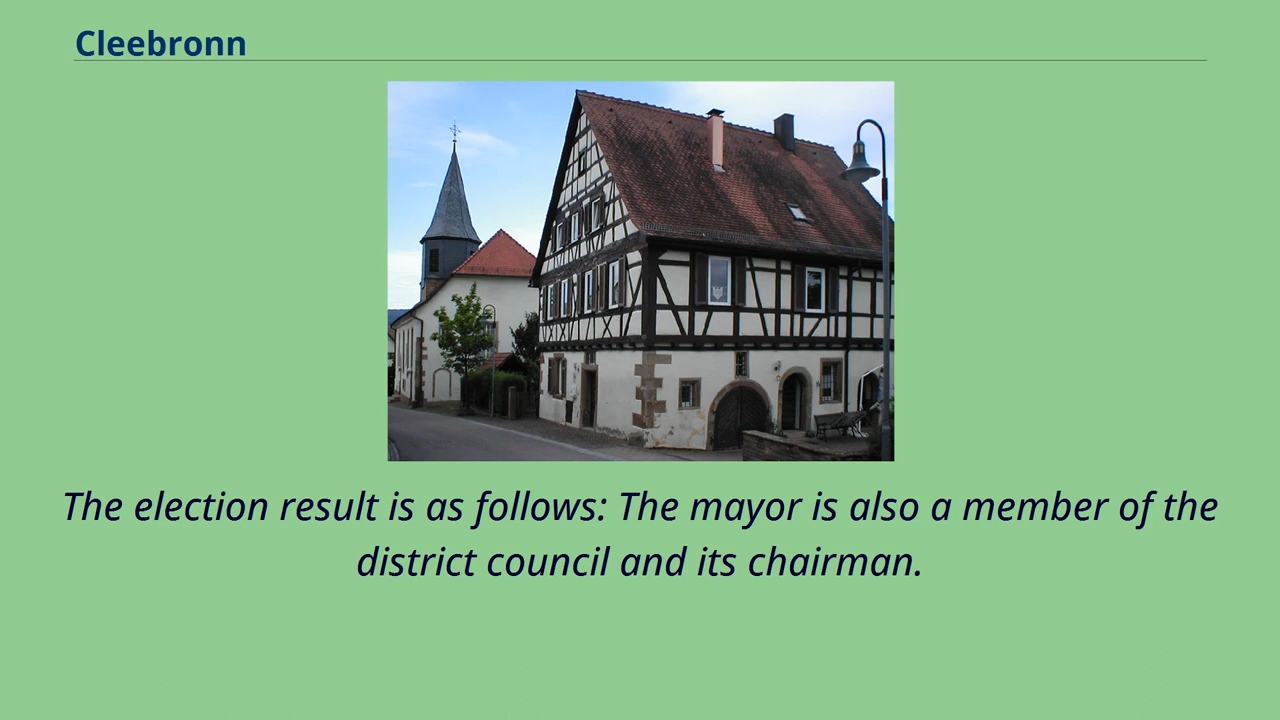 Cleebronn
The election result is as follows: The mayor is also a member of the
district council and its chairman.